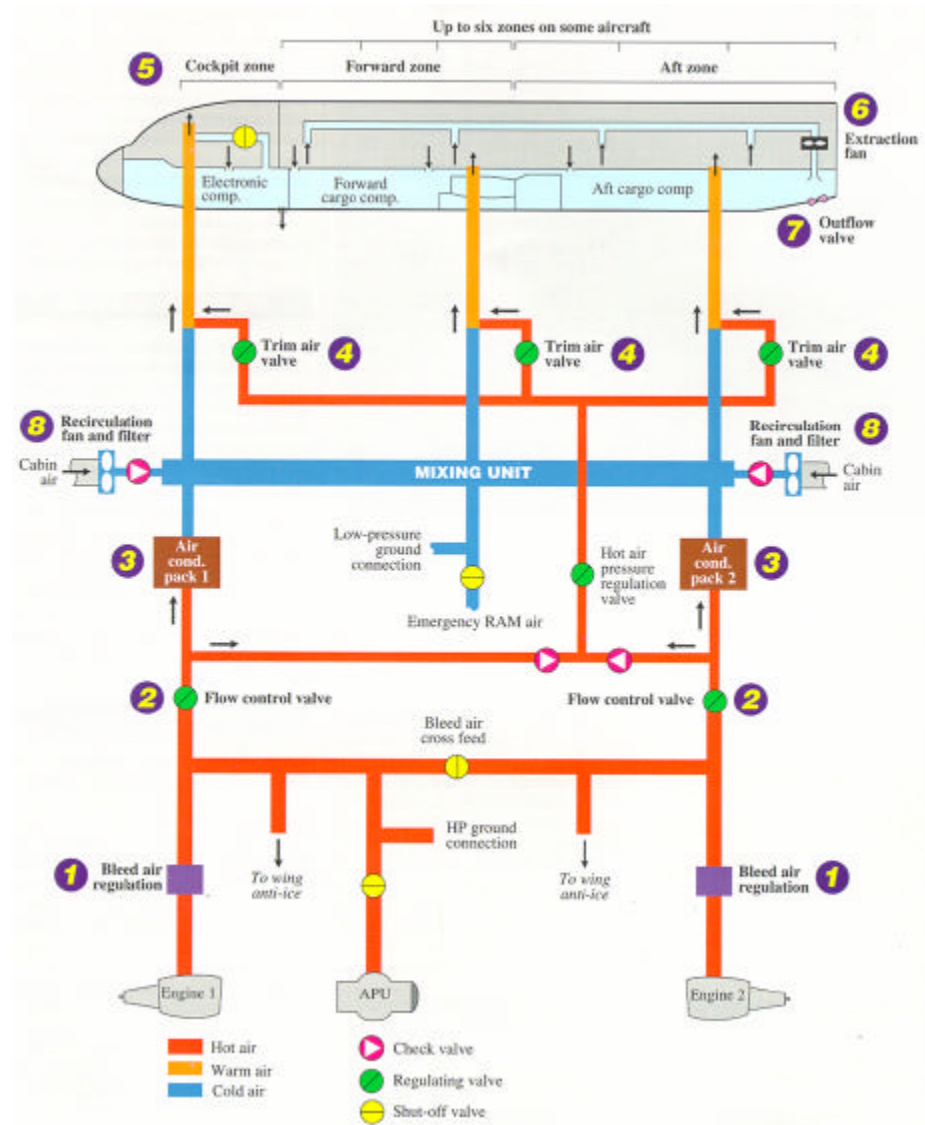 Up to six zones on some aircraft
5
Cockpit zone
Forward zone
Aft zone
6
Extraction
fan
Electronic
comp.
Forward
cargo comp.
Aft cargo comp
7
Outflow
valve
Trim air
valve
4
Trim air
valve
4
Trim air
valve
4
8
Recirculation
fan and filter
Cabin
air
MIXING UNIT
Recirculation
fan and filter
8
Cabin
air
3
Air
cond.
pack 1
Low-pressure
ground
connection
Emergency RAM air
Hot air
pressure
regulation
valve
Air
cond.
pack 2
3
2
Flow control valve
Flow control valve
2
Bleed air
cross feed
HP ground
connection
1
Bleed air
regulation
To wing
anti-ice
To wing
anti-ice
Bleed air
regulation
1
Engine 1
APU
Engine 2
Hot air
Warm air
Cold air
Check valve
Regulating valve
Shut-off valve